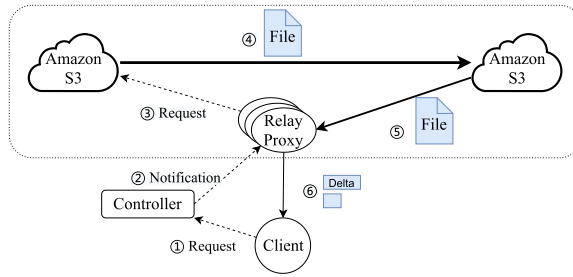 ④
File
Amazon
S3
Amazon
S3
③ Request
Relay
Proxy
⑤
File
② Notification
⑥
Delta
Controller
① Request
Client